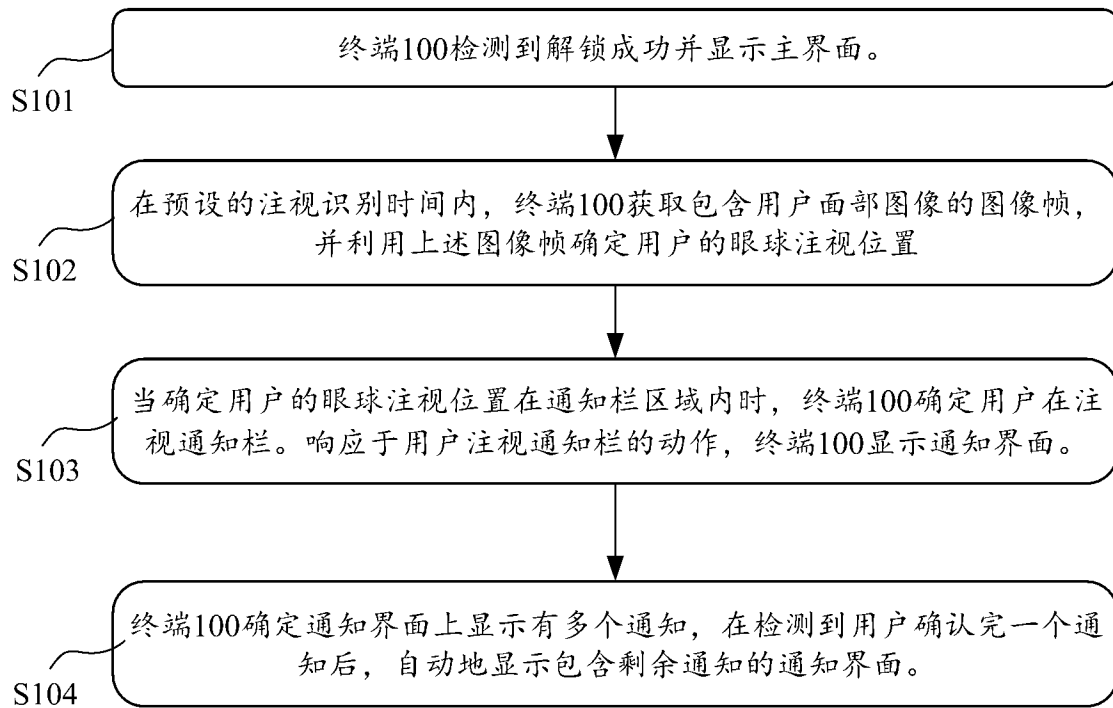 终端100检测到解锁成功并显示主界面。
S101
在预设的注视识别时间内，终端100获取包含用户面部图像的图像帧，
并利用上述图像帧确定用户的眼球注视位置
S102
当确定用户的眼球注视位置在通知栏区域内时，终端100确定用户在注
视通知栏。响应于用户注视通知栏的动作，终端100显示通知界面。
S103
终端100确定通知界面上显示有多个通知，在检测到用户确认完一个通
知后，自动地显示包含剩余通知的通知界面。
S104